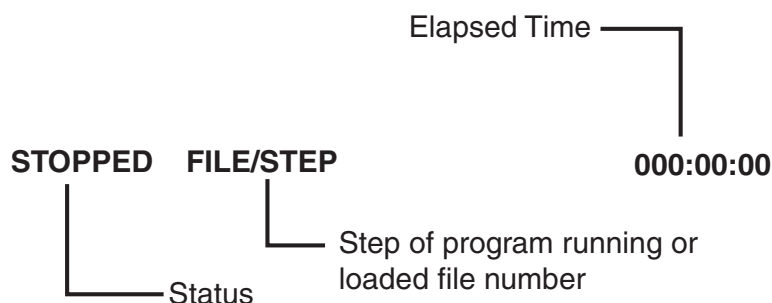 Elapsed Time
STOPPED FILE/STEP 000:00:00
Step of program running or
loaded file number
Status